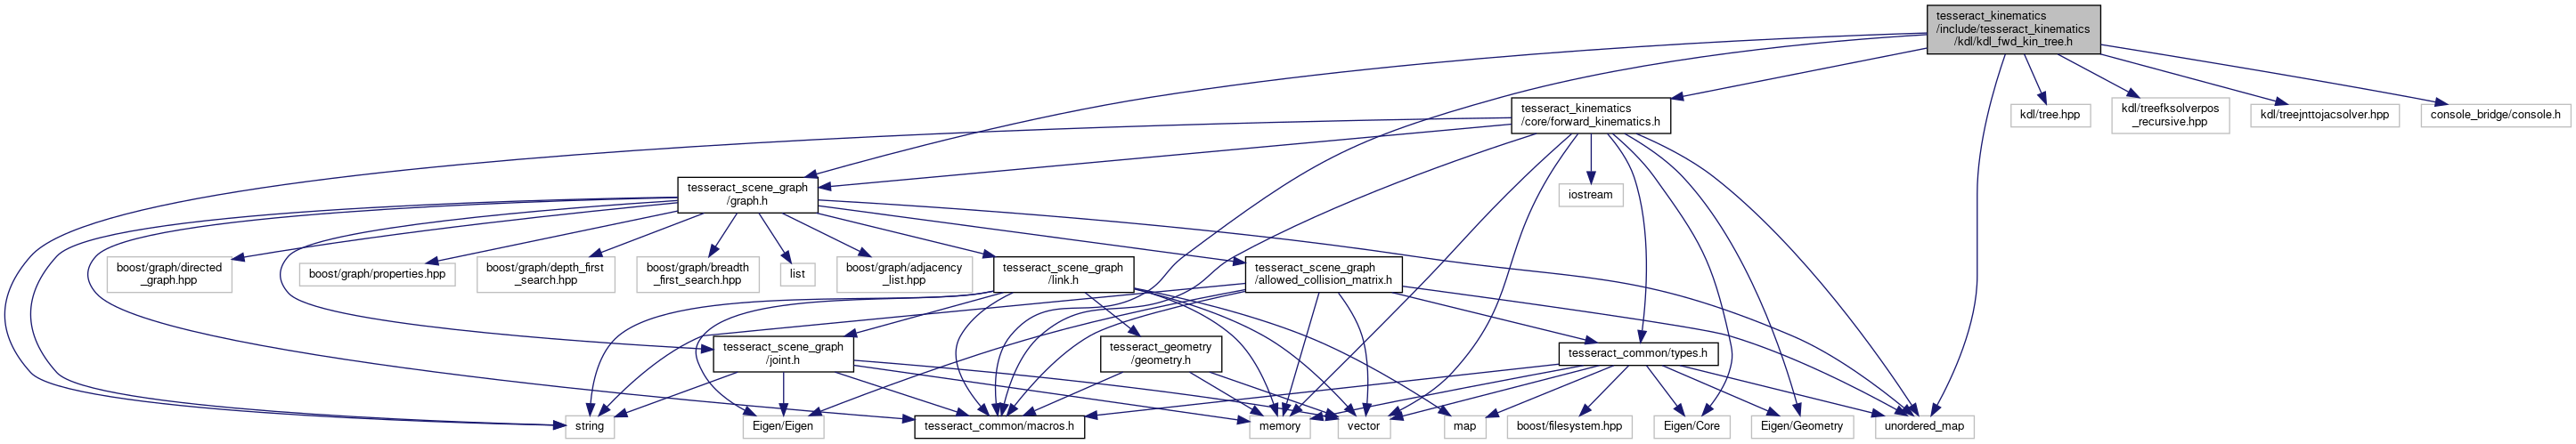 tesseract_kinematics
/include/tesseract_kinematics
/kdl/kdl_fwd_kin_tree.h
tesseract_kinematics
/core/forward_kinematics.h
kdl/tree.hpp
kdl/treefksolverpos
_recursive.hpp
kdl/treejnttojacsolver.hpp
console_bridge/console.h
tesseract_scene_graph
/graph.h
iostream
boost/graph/directed
_graph.hpp
boost/graph/properties.hpp
boost/graph/depth_first
_search.hpp
boost/graph/breadth
_first_search.hpp
list
boost/graph/adjacency
_list.hpp
tesseract_scene_graph
/link.h
tesseract_scene_graph
/allowed_collision_matrix.h
tesseract_scene_graph
/joint.h
tesseract_geometry
/geometry.h
tesseract_common/types.h
string
Eigen/Eigen
tesseract_common/macros.h
memory
vector
map
boost/filesystem.hpp
Eigen/Core
Eigen/Geometry
unordered_map